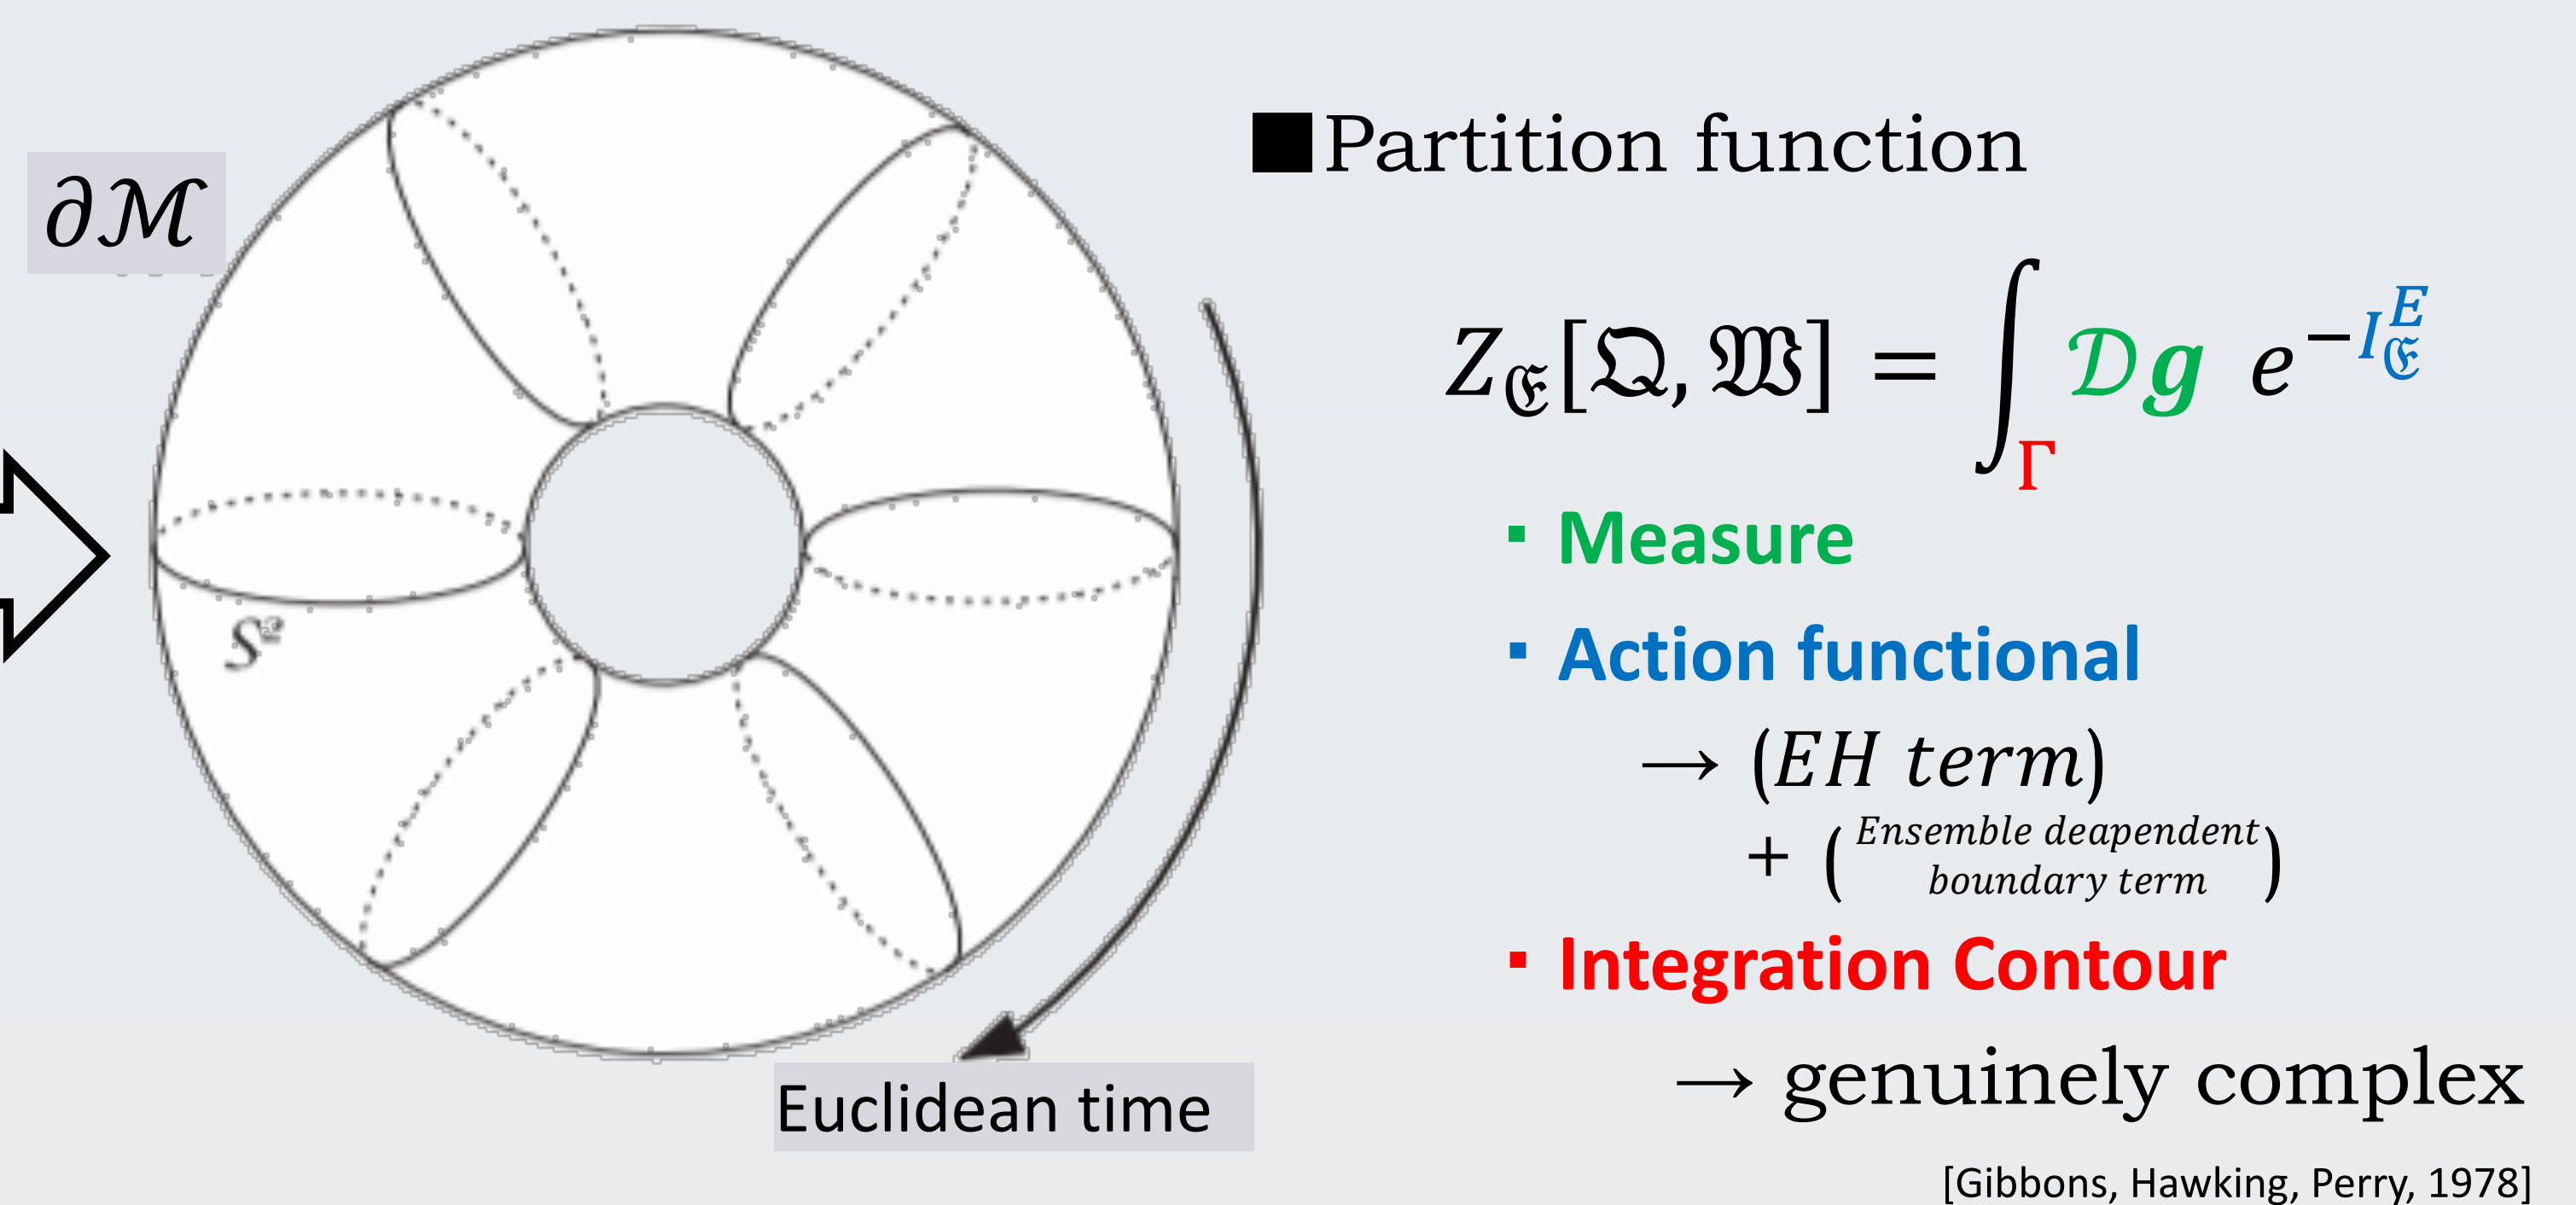 ∂ℳ
S²
Euclidean time
■Partition function
Z_𝔈[𝔔, 𝔚] = ∫_Γ 𝒟g e^{−I^E_𝔈}
▪ Measure
▪ Action functional
→ (EH term)
+ (Ensemble deapendent
boundary term)
▪ Integration Contour
→ genuinely complex
[Gibbons, Hawking, Perry, 1978]